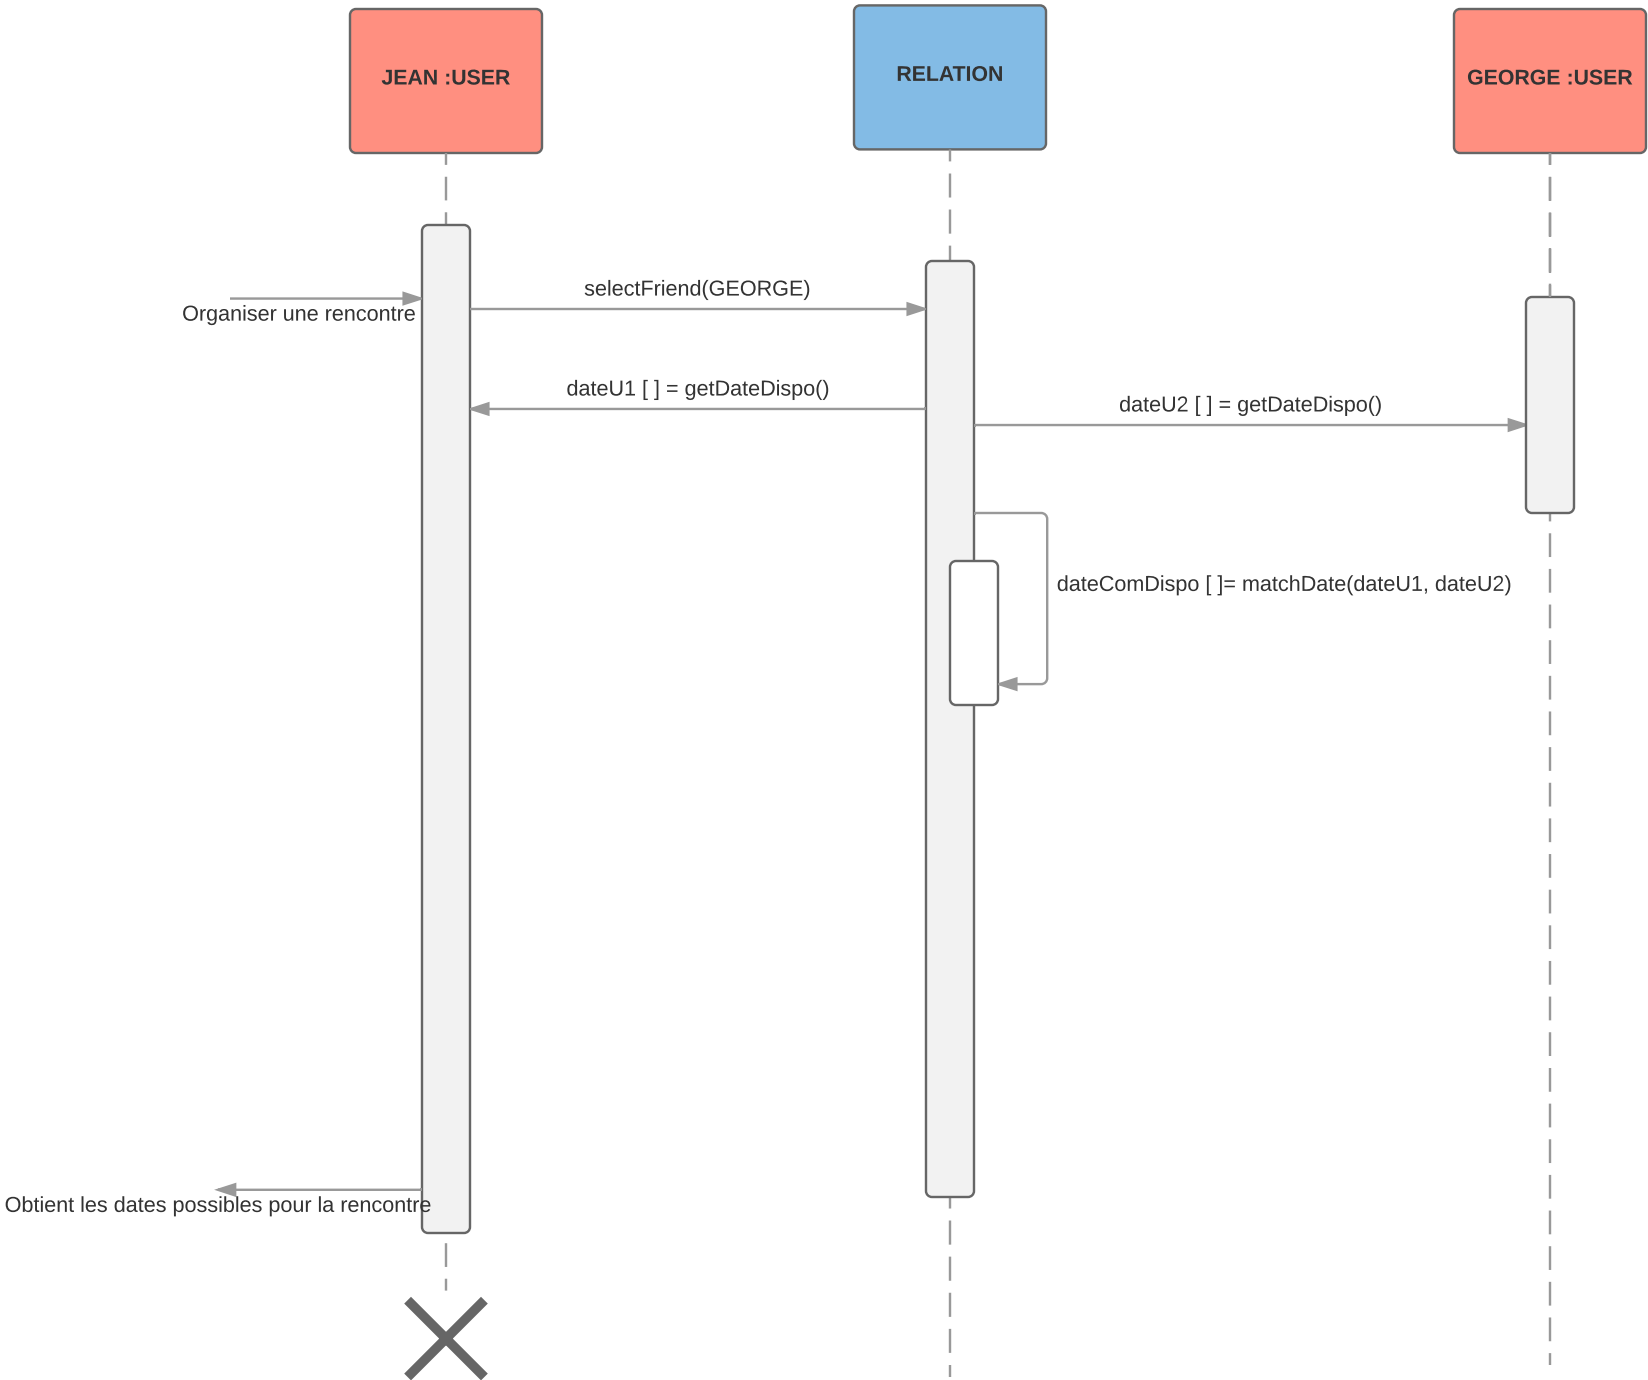 JEAN :USER
RELATION
GEORGE :USER
Organiser une rencontre
selectFriend(GEORGE)
dateU1 [ ] = getDateDispo()
dateU2 [ ] = getDateDispo()
dateComDispo [ ]= matchDate(dateU1, dateU2)
Obtient les dates possibles pour la rencontre